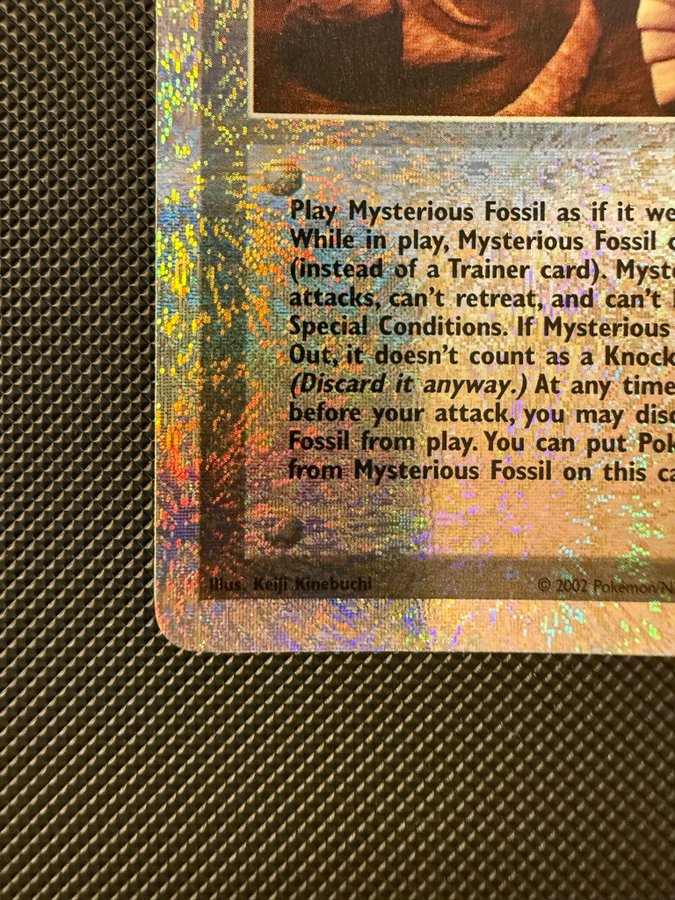 Play Mysterious Fossil as if it we
While in play, Mysterious Fossil
(instead of a Trainer card). Myste
attacks, can't retreat, and can't
Special Conditions. If Mysterious
Out, it doesn't count as a Knock
(Discard it anyway.) At any time
before your attack, you may disc
Fossil from play. You can put Pok
from Mysterious Fossil on this ca
Illus. Keiji Kinebuchi
© 2002 Pokémon/N